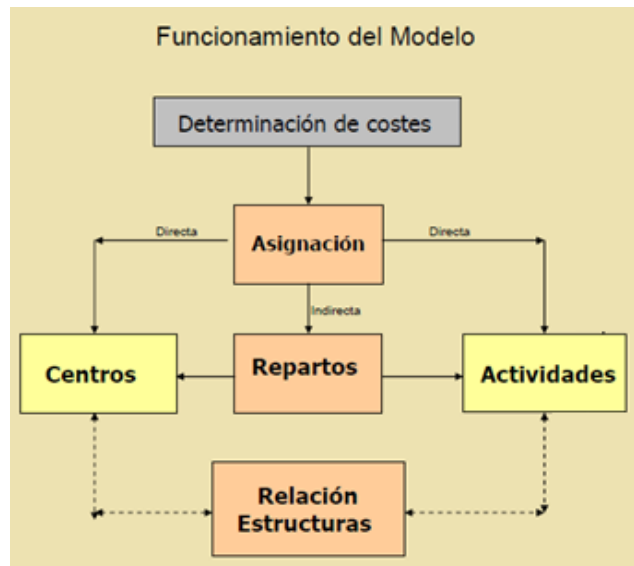 Funcionamiento del Modelo
Determinación de costes
Directa
Asignación
Directa
Indirecta
Centros
Repartos
Actividades
Relación
Estructuras